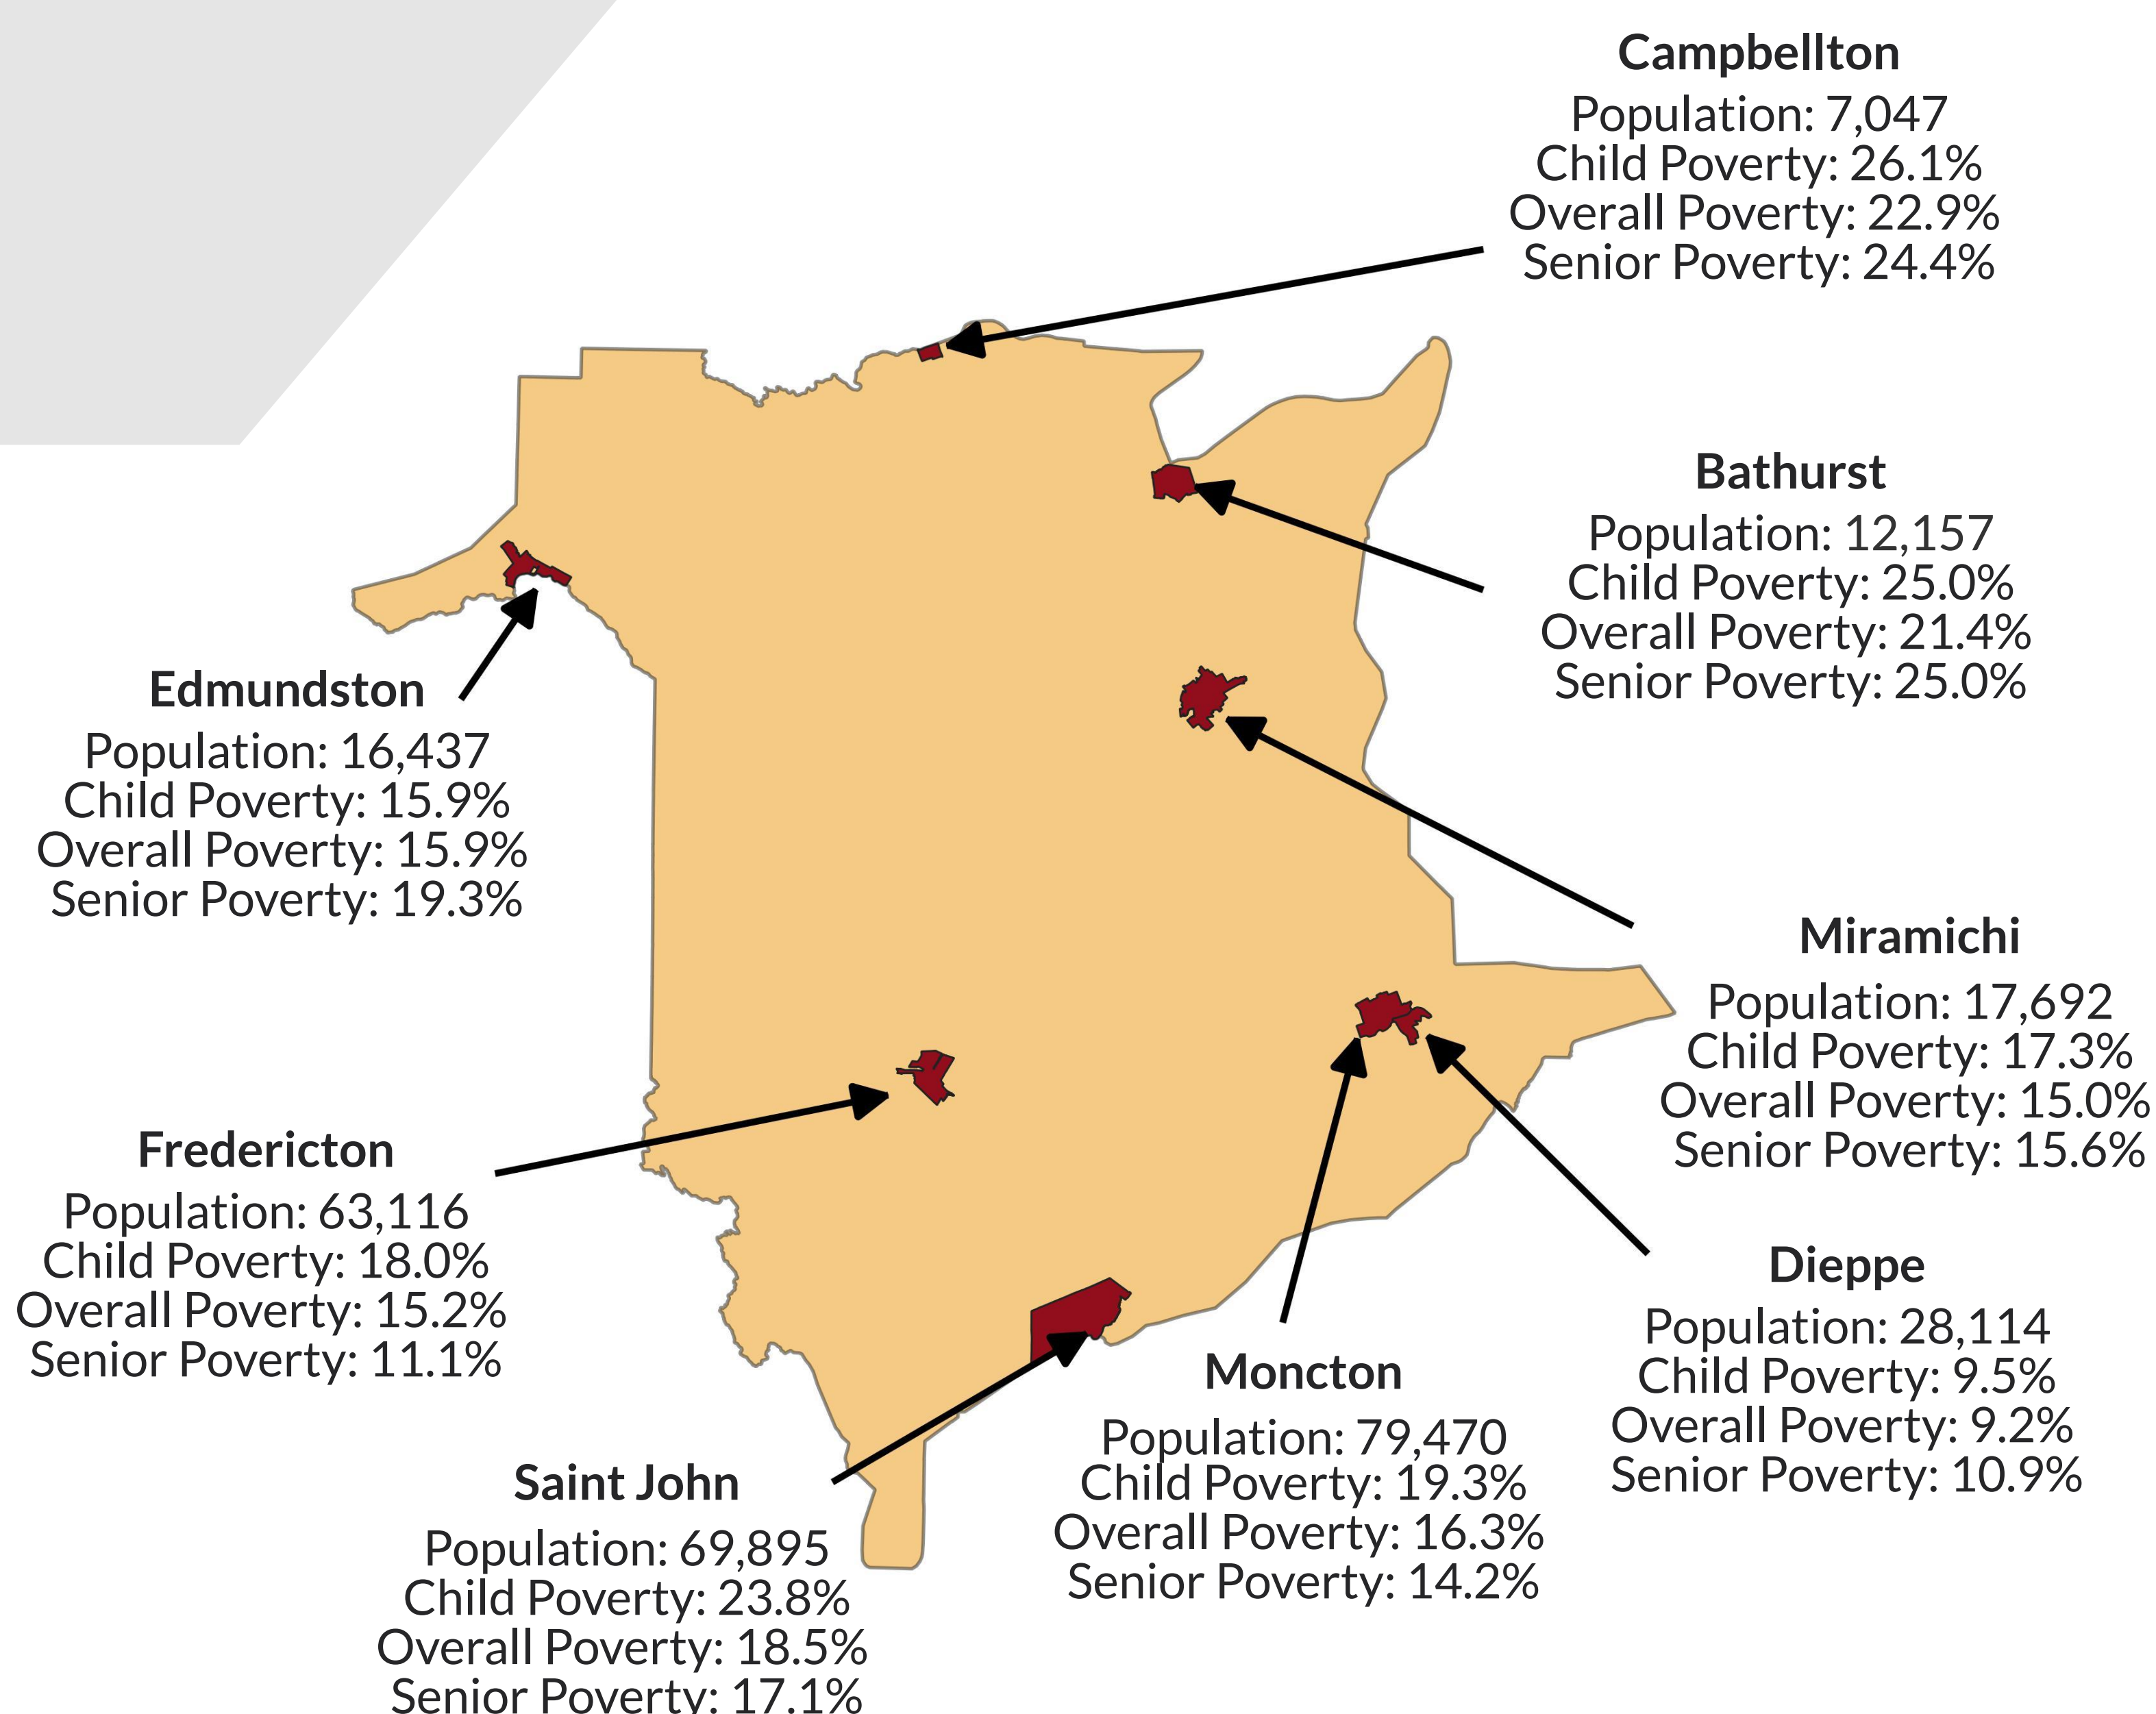 Campbellton
Population: 7,047
Child Poverty: 26.1%
Overall Poverty: 22.9%
Senior Poverty: 24.4%
Bathurst
Population: 12,157
Child Poverty: 25.0%
Overall Poverty: 21.4%
Senior Poverty: 25.0%
Edmundston
Population: 16,437
Child Poverty: 15.9%
Overall Poverty: 15.9%
Senior Poverty: 19.3%
Miramichi
Population: 17,692
Child Poverty: 17.3%
Overall Poverty: 15.0%
Senior Poverty: 15.6%
Fredericton
Population: 63,116
Child Poverty: 18.0%
Overall Poverty: 15.2%
Senior Poverty: 11.1%
Dieppe
Population: 28,114
Child Poverty: 9.5%
Overall Poverty: 9.2%
Senior Poverty: 10.9%
Moncton
Population: 79,470
Child Poverty: 19.3%
Overall Poverty: 16.3%
Senior Poverty: 14.2%
Saint John
Population: 69,895
Child Poverty: 23.8%
Overall Poverty: 18.5%
Senior Poverty: 17.1%